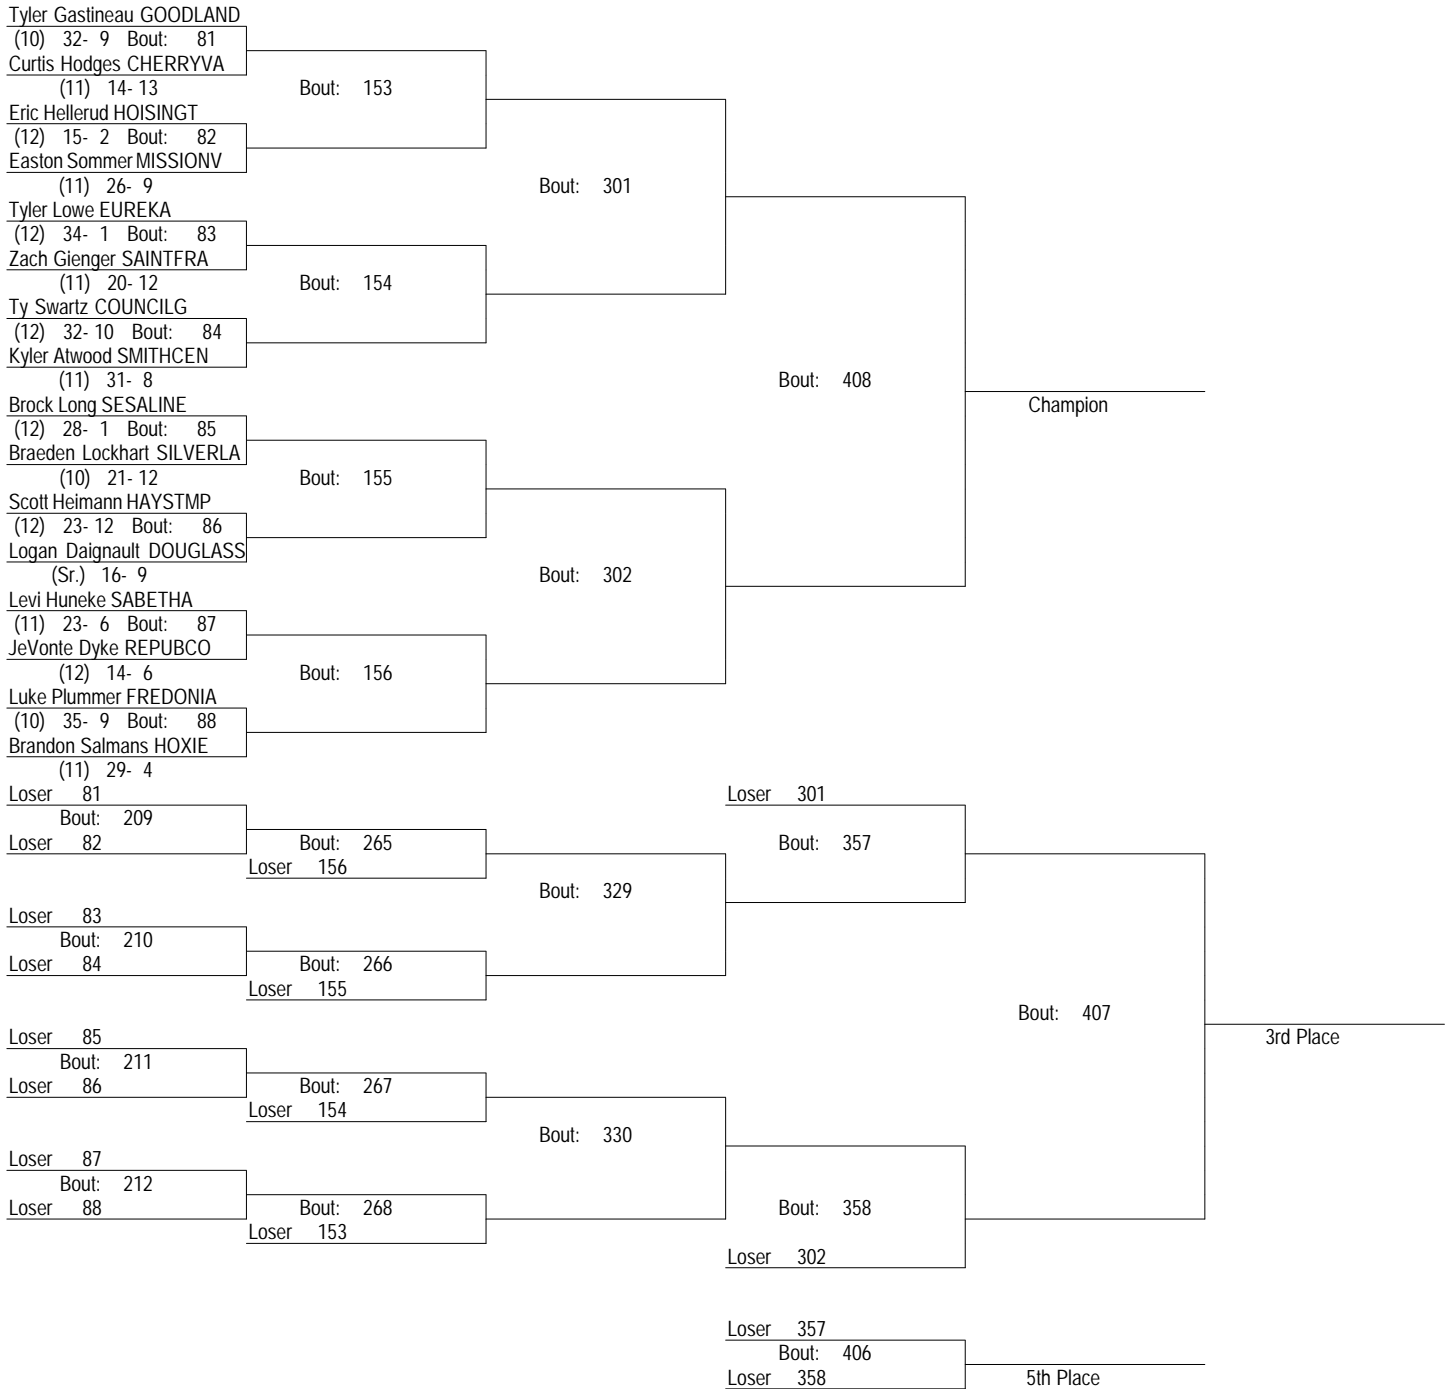 Tyler Gastineau GOODLAND
(10) 32- 9 Bout: 81
Curtis Hodges CHERRYVA
(11) 14- 13
Bout: 153
Eric Hellerud HOISINGT
(12) 15- 2 Bout: 82
Easton Sommer MISSIONV
(11) 26- 9
Bout: 301
Tyler Lowe EUREKA
(12) 34- 1 Bout: 83
Zach Gienger SAINTFRA
(11) 20- 12
Bout: 154
Ty Swartz COUNCILG
(12) 32- 10 Bout: 84
Kyler Atwood SMITHCEN
(11) 31- 8
Bout: 408
Champion
Brock Long SESALINE
(12) 28- 1 Bout: 85
Braeden Lockhart SILVERLA
(10) 21- 12
Bout: 155
Scott Heimann HAYSTMP
(12) 23- 12 Bout: 86
Logan Daignault DOUGLASS
(Sr.) 16- 9
Bout: 302
Levi Huneke SABETHA
(11) 23- 6 Bout: 87
JeVonte Dyke REPUBCO
(12) 14- 6
Bout: 156
Luke Plummer FREDONIA
(10) 35- 9 Bout: 88
Brandon Salmans HOXIE
(11) 29- 4
Loser 81
Loser 301
Bout: 209
Loser 82
Bout: 265
Bout: 357
Loser 156
Bout: 329
Loser 83
Bout: 210
Loser 84
Bout: 266
Loser 155
Bout: 407
Loser 85
3rd Place
Bout: 211
Loser 86
Bout: 267
Loser 154
Bout: 330
Loser 87
Bout: 212
Loser 88
Bout: 268
Bout: 358
Loser 153
Loser 302
Loser 357
Bout: 406
Loser 358
5th Place